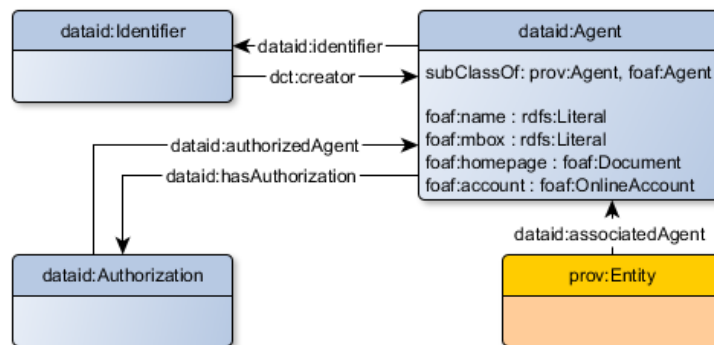 dataid:Identifier
dataid:identifier
dct:creator
dataid:Agent
subClassOf: prov:Agent, foaf:Agent
foaf:name : rdfs:Literal
foaf:mbox : rdfs:Literal
foaf:homepage : foaf:Document
foaf:account : foaf:OnlineAccount
dataid:authorizedAgent
dataid:hasAuthorization
dataid:associatedAgent
dataid:Authorization
prov:Entity